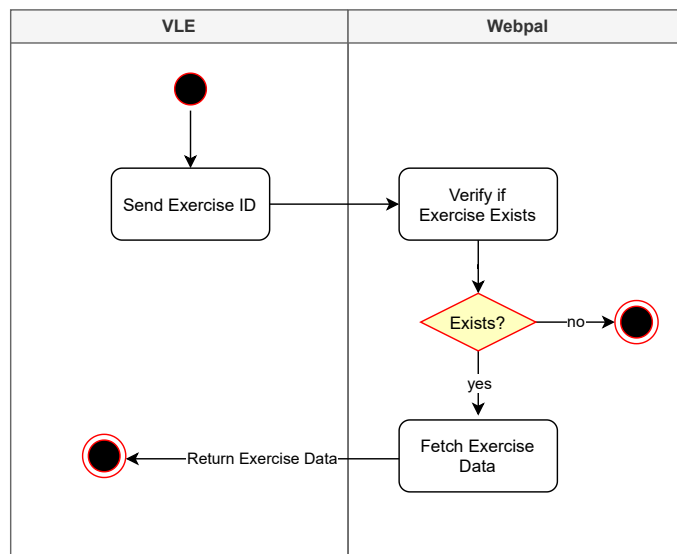 VLE
Webpal
Send Exercise ID
Verify if
Exercise Exists
Exists?
no
yes
Fetch Exercise
Data
Return Exercise Data